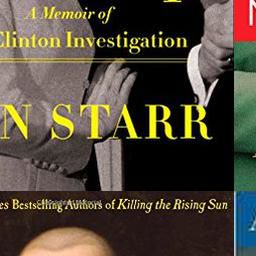 A Memoir of
Clinton Investigation
N STARR
es Bestselling Authors of Killing the Rising Sun